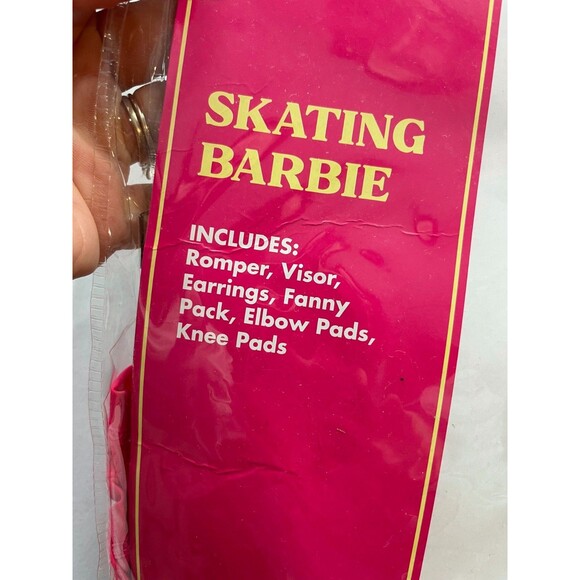 SKATING
BARBIE
INCLUDES:
Romper, Visor,
Earrings, Fanny
Pack, Elbow Pads,
Knee Pads